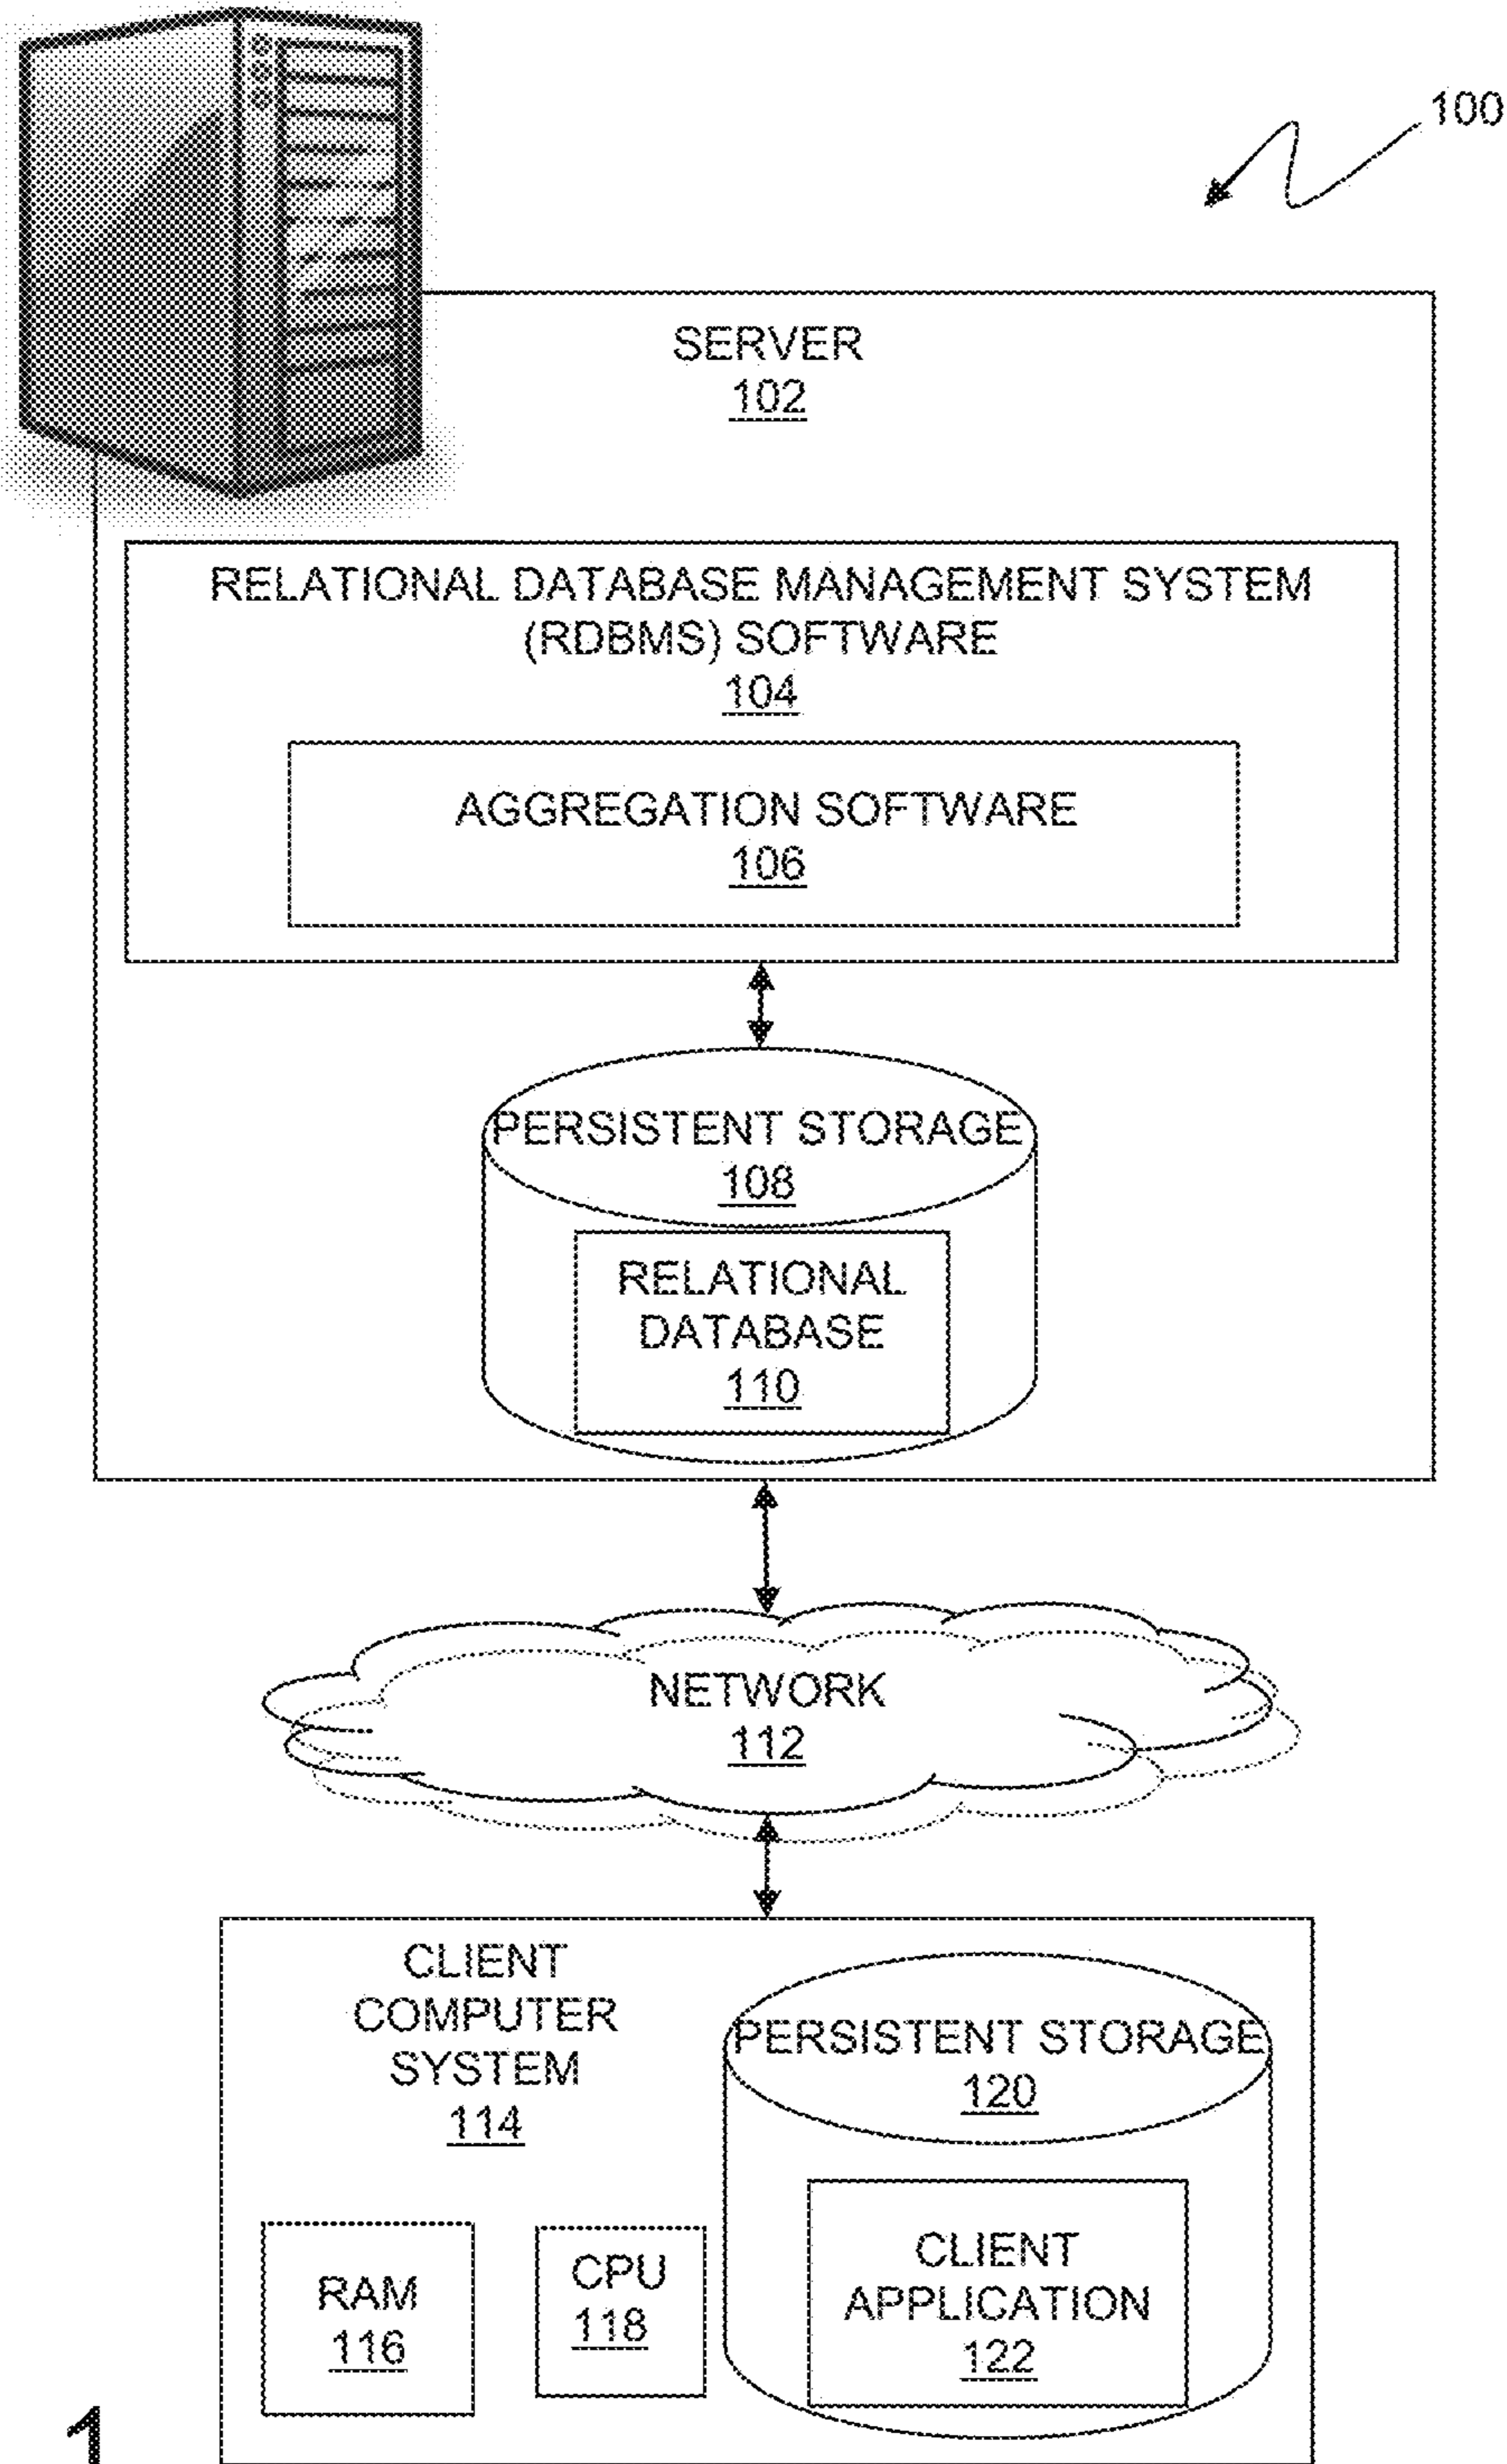 100
SERVER
102
RELATIONAL DATABASE MANAGEMENT SYSTEM
(RDBMS) SOFTWARE
104
AGGREGATION SOFTWARE
106
PERSISTENT STORAGE
108
RELATIONAL
DATABASE
110
NETWORK
112
CLIENT
COMPUTER
SYSTEM
114
PERSISTENT STORAGE
120
RAM
116
CPU
118
CLIENT
APPLICATION
122
1